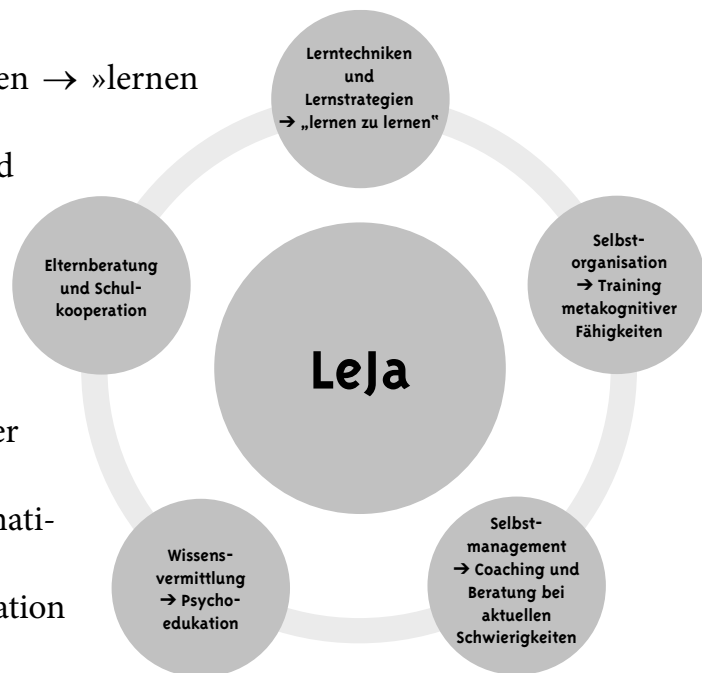 en → »lernen
d
er
nati-
ation
Lerntechniken
und
Lernstrategien
➔ „lernen zu lernen“
Selbst-
organisation
➔ Training
metakognitiver
Fähigkeiten
Selbst-
management
➔ Coaching und
Beratung bei
aktuellen
Schwierigkeiten
Wissens-
vermittlung
➔ Psycho-
edukation
Elternberatung
und Schul-
kooperation
LeJa